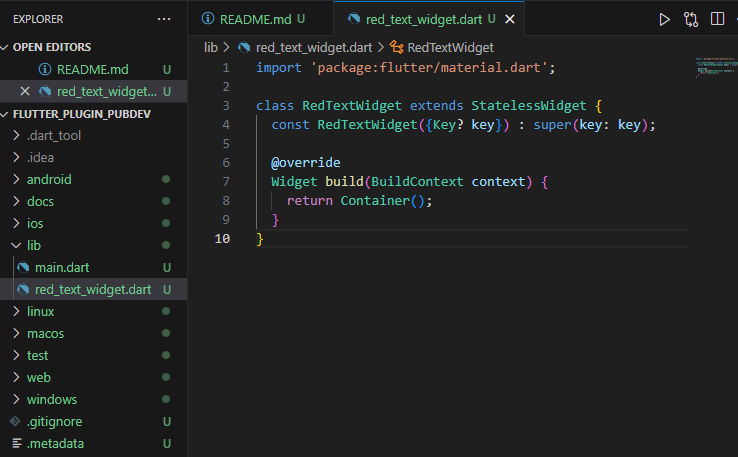 EXPLORER ...
OPEN EDITORS
README.md U
red_text_widget... U
FLUTTER_PLUGIN_PUBDEV
.dart_tool
.idea
android
docs
ios
lib
main.dart U
red_text_widget.dart U
linux
macos
test
web
windows
.gitignore U
.metadata U
README.md U
red_text_widget.dart U
lib > red_text_widget.dart > RedTextWidget
1 import 'package:flutter/material.dart';
2
3 class RedTextWidget extends StatelessWidget {
4 const RedTextWidget({Key? key}) : super(key: key);
5
6 @override
7 Widget build(BuildContext context) {
8 return Container();
9 }
10 }